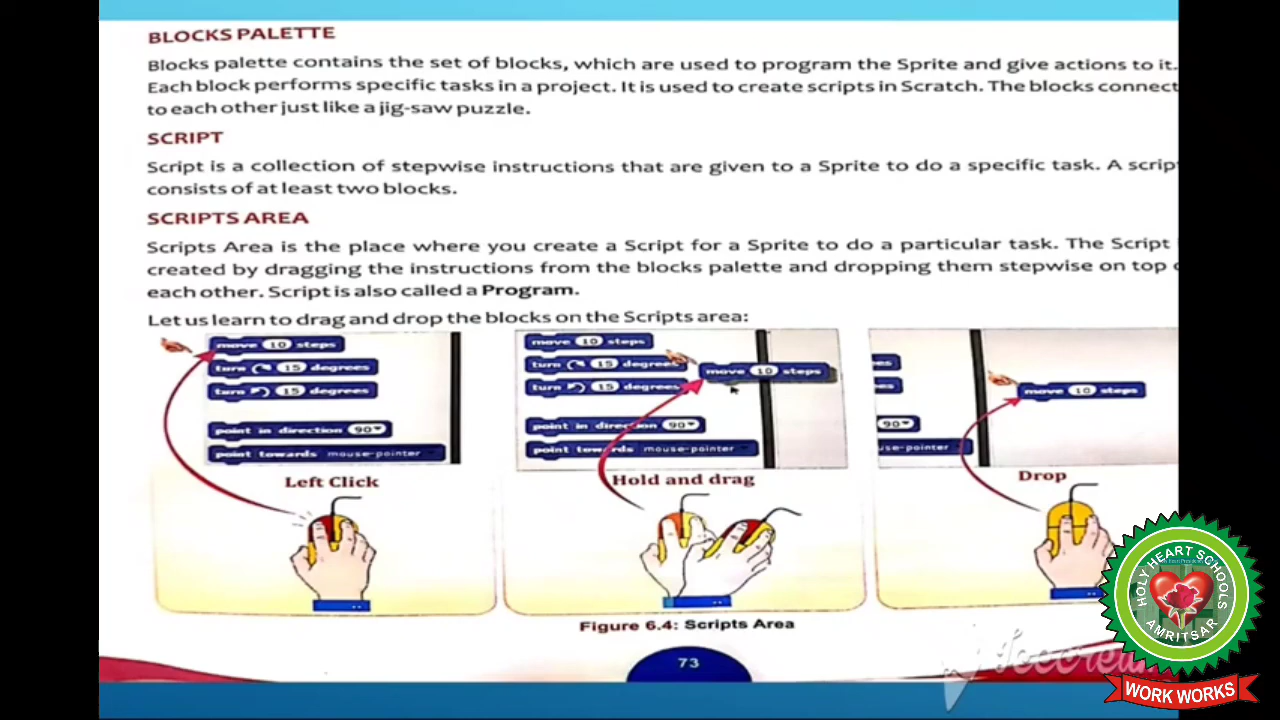 BLOCKS PALETTE
Blocks palette contains the set of blocks, which are used to program the Sprite and give actions to it.
Each block performs specific tasks in a project. It is used to create scripts in Scratch. The blocks connect
to each other just like a jig-saw puzzle.
SCRIPT
Script is a collection of stepwise instructions that are given to a Sprite to do a specific task. A scrip
consists of at least two blocks.
SCRIPTS AREA
Scripts Area is the place where you create a Script for a Sprite to do a particular task. The Script
created by dragging the instructions from the blocks palette and dropping them stepwise on top
each other. Script is also called a Program.
Let us learn to drag and drop the blocks on the Scripts area:
move 10 steps
turn 15 degrees
turn 15 degrees
point in direction 90
point towards mouse-pointer
Left Click
move 10 steps
turn 15 degrees
turn 15 degrees
move 10 steps
point in direction 90
point towards mouse-pointer
Hold and drag
es
es
90
se-pointer
move 10 steps
Drop
Figure 6.4: Scripts Area
73
HOLY HEART SCHOOLS
AMRITSAR
WORK WORKS